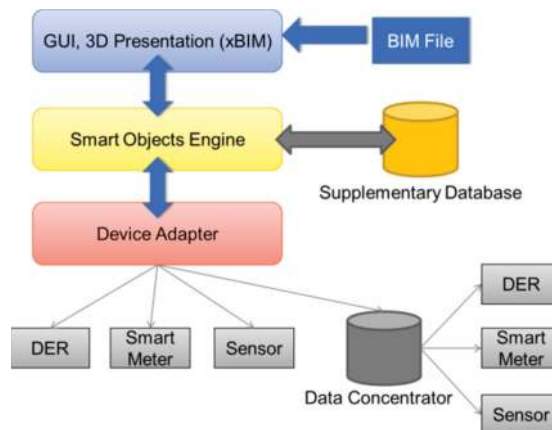 GUI, 3D Presentation (xBIM)
BIM File
Smart Objects Engine
Supplementary Database
Device Adapter
DER
Smart
Meter
Sensor
Data Concentrator
DER
Smart
Meter
Sensor